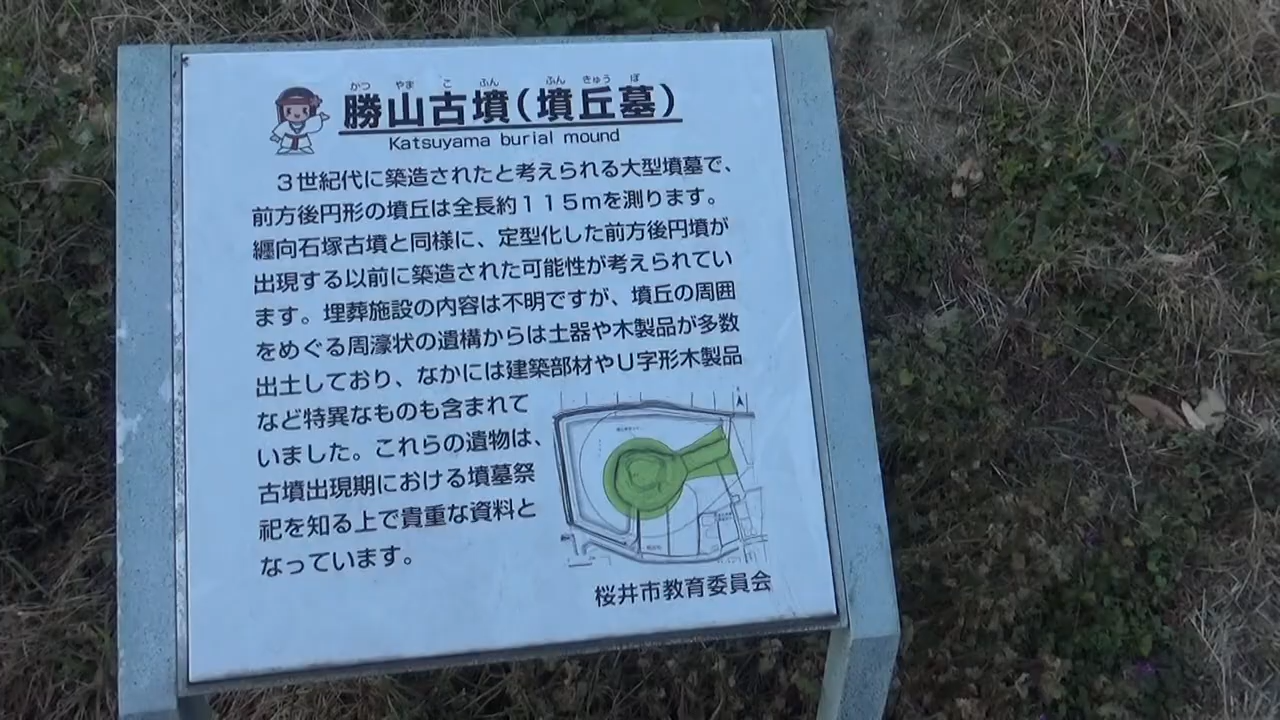 かつ やま こ ふん ふん きゅう ぼ
勝山古墳(墳丘墓)
Katsuyama burial mound
3世紀代に築造されたと考えられる大型墳墓で、
前方後円形の墳丘は全長約115mを測ります。
纒向石塚古墳と同様に、定型化した前方後円墳が
出現する以前に築造された可能性が考えられてい
ます。埋葬施設の内容は不明ですが、墳丘の周囲
をめぐる周濠状の遺構からは土器や木製品が多数
出土しており、なかには建築部材やU字形木製品
など特異なものも含まれて
いました。これらの遺物は、
古墳出現期における墳墓祭
祀を知る上で貴重な資料と
なっています。
桜井市教育委員会